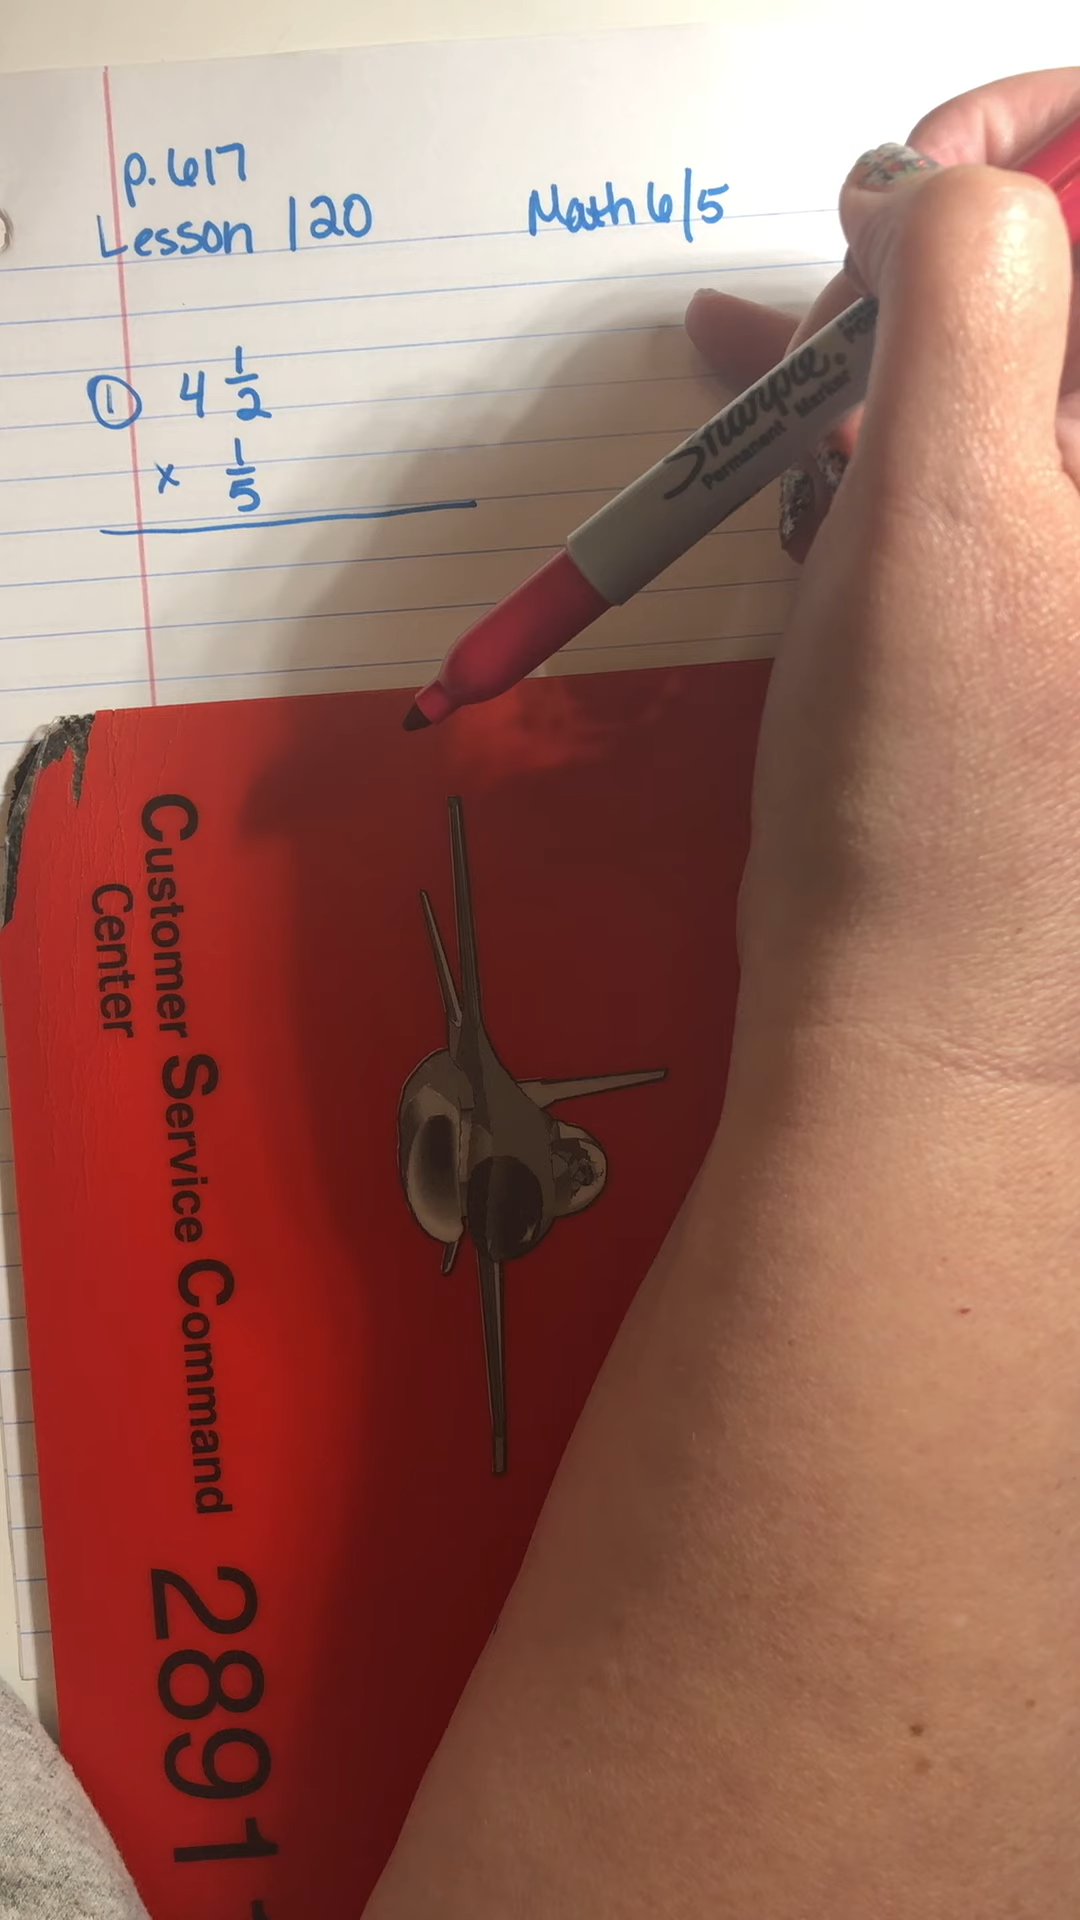 p. 617
Lesson 120 Math 6/5
① 4 1/2
x 1/5
Sharpie.
Permanent Marker
Customer Service Command
Center
2891